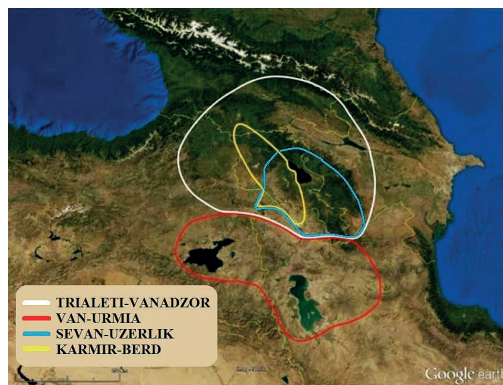 TRIALETI-VANADZOR
VAN-URMIA
SEVAN-UZERLIK
KARMIR-BERD
Google earth